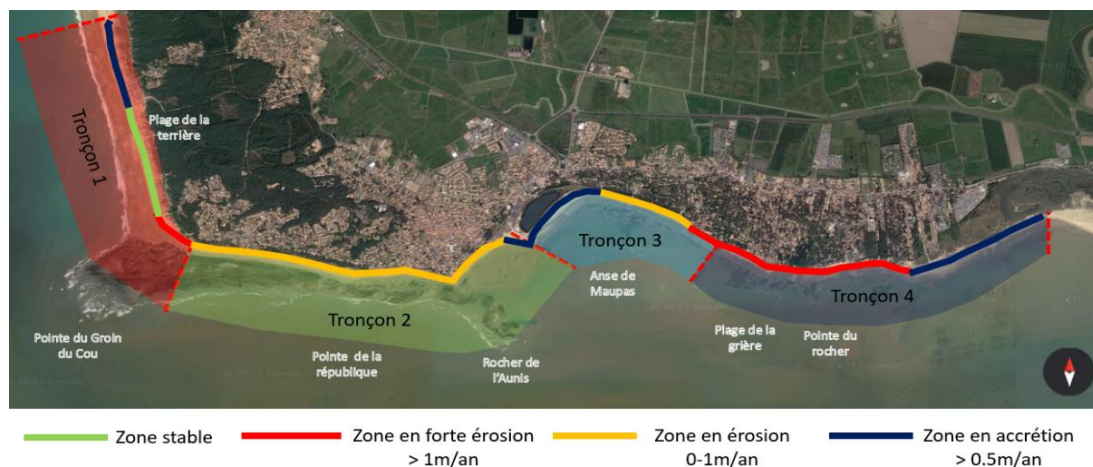 Tronçon 1
Plage de la
terrière
Tronçon 2
Tronçon 3
Anse de
Maupas
Tronçon 4
Pointe du Groin
du Cou
Pointe de la
république
Rocher de
l'Aunis
Plage de la
grière
Pointe du
rocher
Zone stable
Zone en forte érosion
> 1m/an
Zone en érosion
0-1m/an
Zone en accrétion
> 0.5m/an